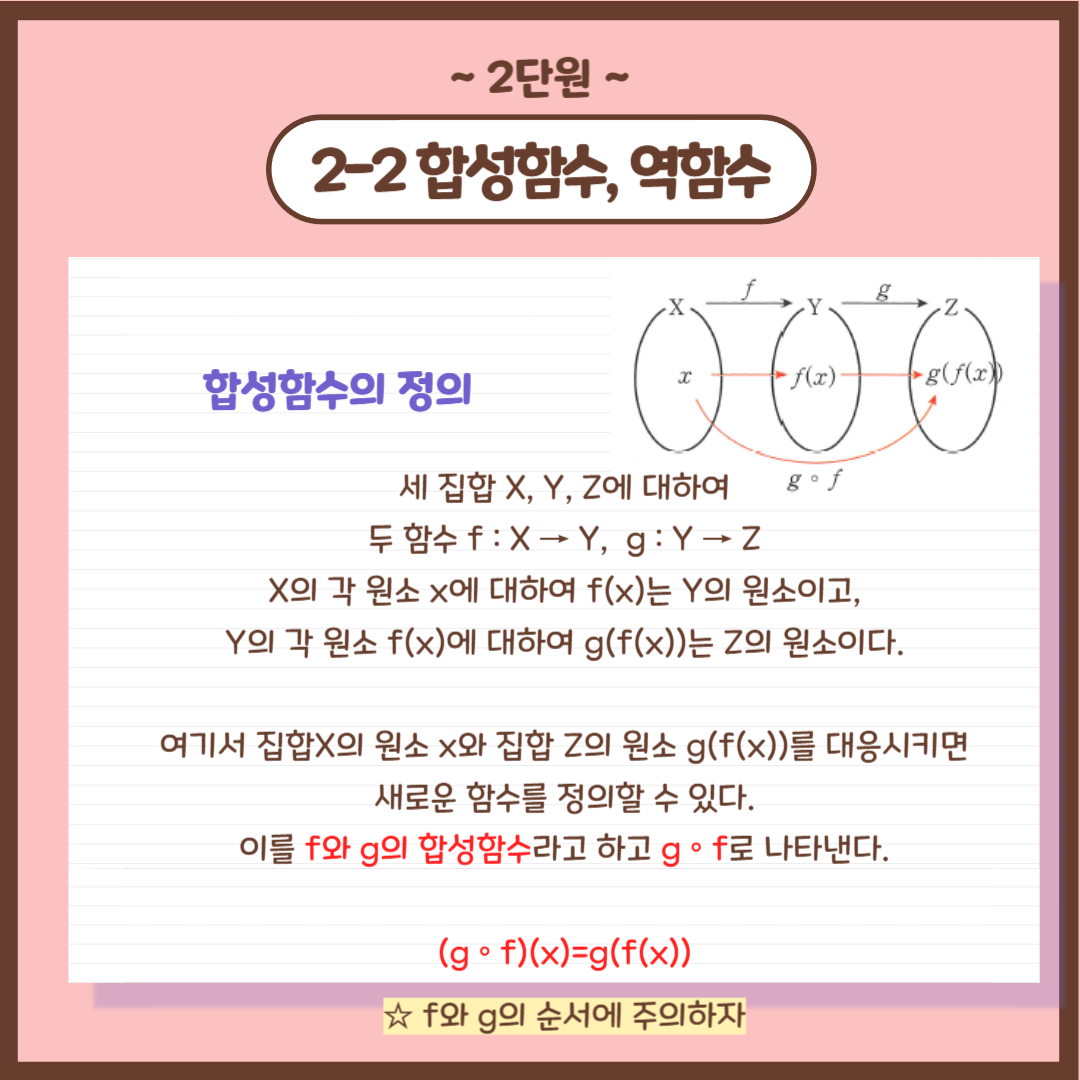 ~ 2단원 ~
2-2 합성함수, 역함수
X f Y g Z
x f(x) g(f(x))
g∘f
합성함수의 정의
세 집합 X, Y, Z에 대하여
두 함수 f : X → Y, g : Y → Z
X의 각 원소 x에 대하여 f(x)는 Y의 원소이고,
Y의 각 원소 f(x)에 대하여 g(f(x))는 Z의 원소이다.
여기서 집합X의 원소 x와 집합 Z의 원소 g(f(x))를 대응시키면
새로운 함수를 정의할 수 있다.
이를 f와 g의 합성함수라고 하고 g∘f로 나타낸다.
(g∘f)(x)=g(f(x))
☆ f와 g의 순서에 주의하자